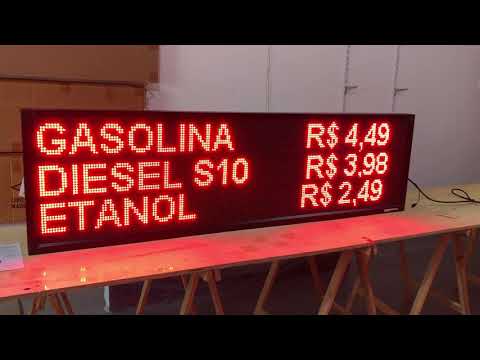 GASOLINA R$ 4,49
DIESEL S10 R$ 3,98
ETANOL R$ 2,49